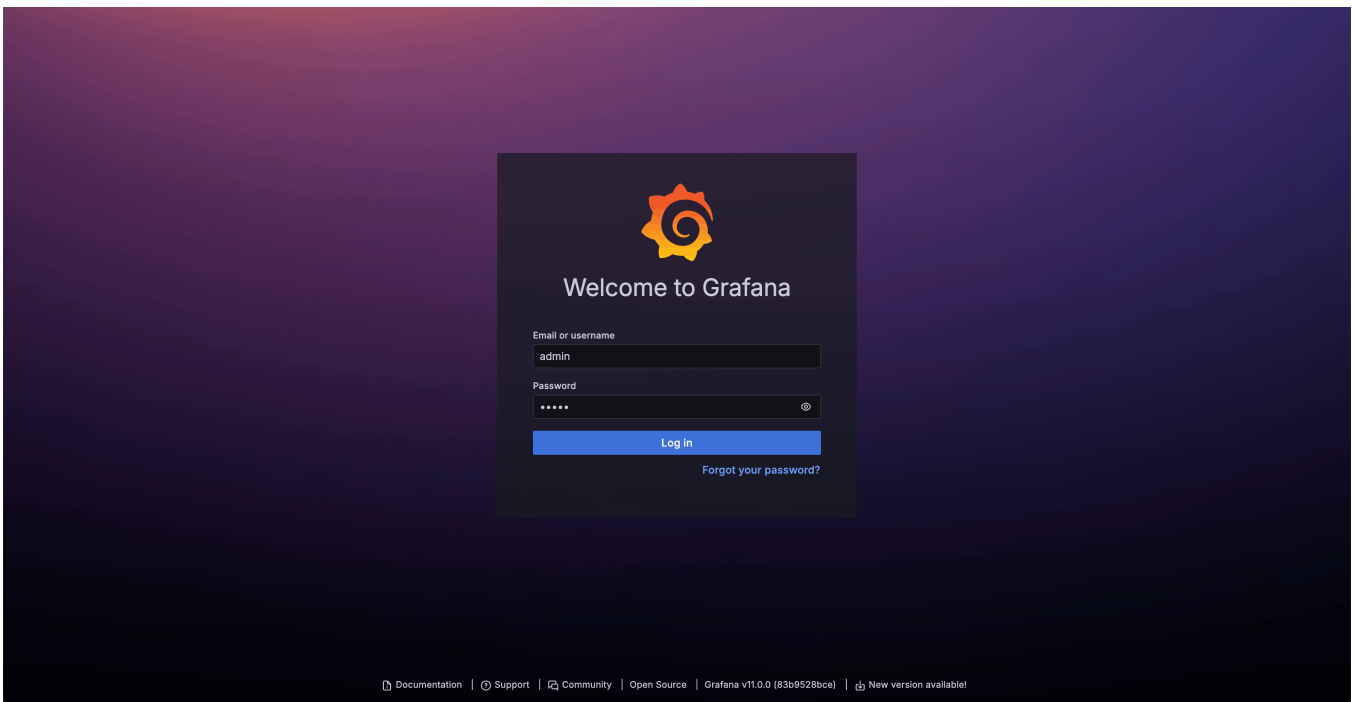 Welcome to Grafana
Email or username
admin
Password
•••••
Log in
Forgot your password?
Documentation | Support | Community | Open Source | Grafana v11.0.0 (83b9528bce) | New version available!